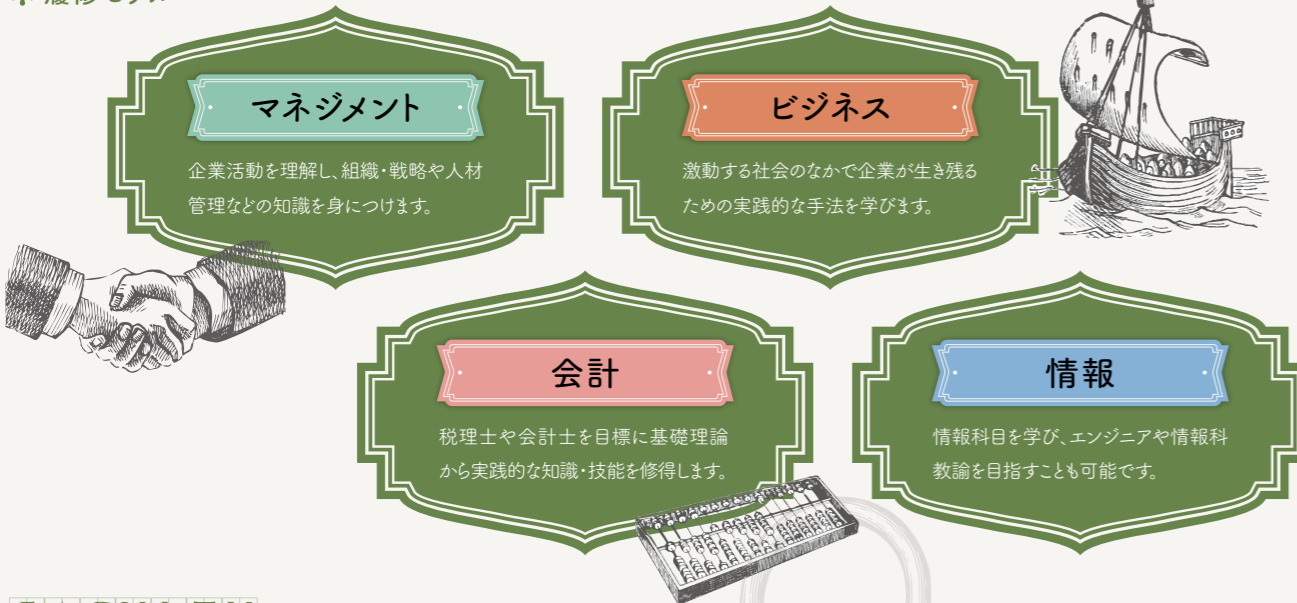 マネジメント
企業活動を理解し、組織・戦略や人材
管理などの知識を身につけます。
ビジネス
激動する社会のなかで企業が生き残る
ための実践的な手法を学びます。
会計
税理士や会計士を目標に基礎理論
から実践的な知識・技能を修得します。
情報
情報科目を学び、エンジニアや情報科
教諭を目指すことも可能です。